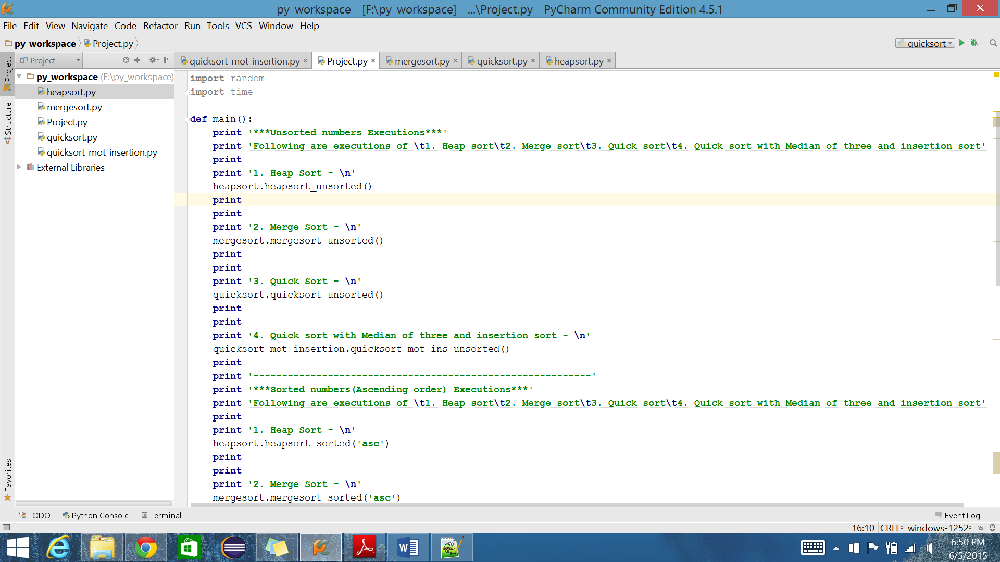 py_workspace - [F:\py_workspace] - ...\Project.py - PyCharm Community Edition 4.5.1
File Edit View Navigate Code Refactor Run Tools VCS Window Help
py_workspace Project.py quicksort
Project quicksort_mot_insertion.py Project.py mergesort.py quicksort.py heapsort.py
Project
Structure
Favorites
py_workspace (F:\py_workspace)
heapsort.py
mergesort.py
Project.py
quicksort.py
quicksort_mot_insertion.py
External Libraries
import random
import time
def main():
print '***Unsorted numbers Executions***'
print 'Following are executions of \t1. Heap sort\t2. Merge sort\t3. Quick sort\t4. Quick sort with Median of three and insertion sort'
print
print '1. Heap Sort - \n'
heapsort.heapsort_unsorted()
print
print
print '2. Merge Sort - \n'
mergesort.mergesort_unsorted()
print
print
print '3. Quick Sort - \n'
quicksort.quicksort_unsorted()
print
print
print '4. Quick sort with Median of three and insertion sort - \n'
quicksort_mot_insertion.quicksort_mot_ins_unsorted()
print
print '-----------------------------------------------------------'
print '***Sorted numbers(Ascending order) Executions***'
print 'Following are executions of \t1. Heap sort\t2. Merge sort\t3. Quick sort\t4. Quick sort with Median of three and insertion sort'
print
print '1. Heap Sort - \n'
heapsort.heapsort_sorted('asc')
print
print
print '2. Merge Sort - \n'
mergesort.mergesort_sorted('asc')
TODO Python Console Terminal Event Log
16:10 CRLF windows-1252
6:50 PM
6/5/2015